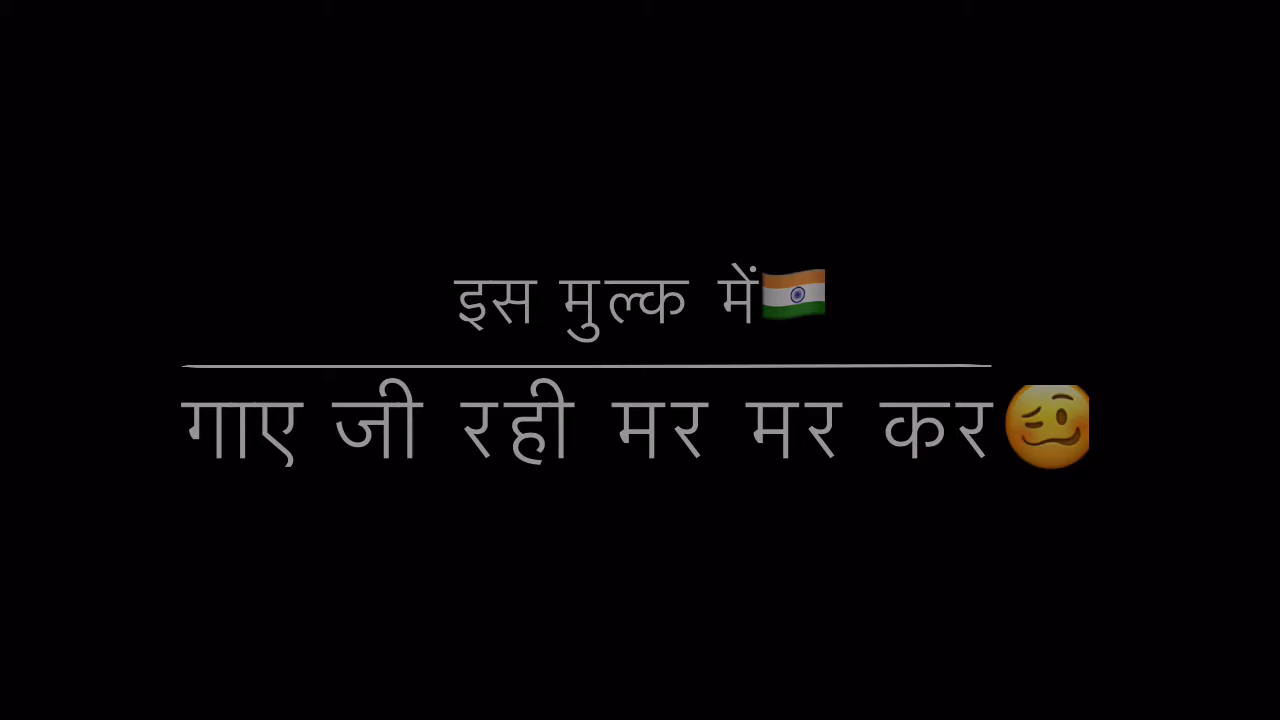 इस मुल्क में🇮🇳
गाए जी रही मर मर कर🥴